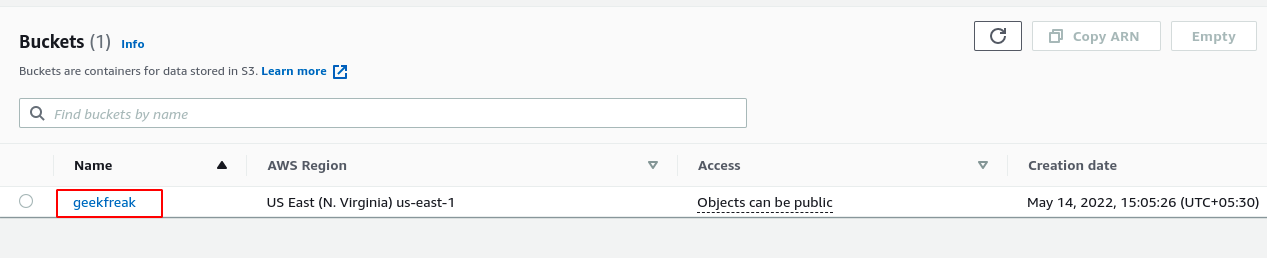 Buckets (1) Info
Copy ARN
Empty
Buckets are containers for data stored in S3. Learn more
Find buckets by name
Name AWS Region Access Creation date
geekfreak US East (N. Virginia) us-east-1 Objects can be public May 14, 2022, 15:05:26 (UTC+05:30)